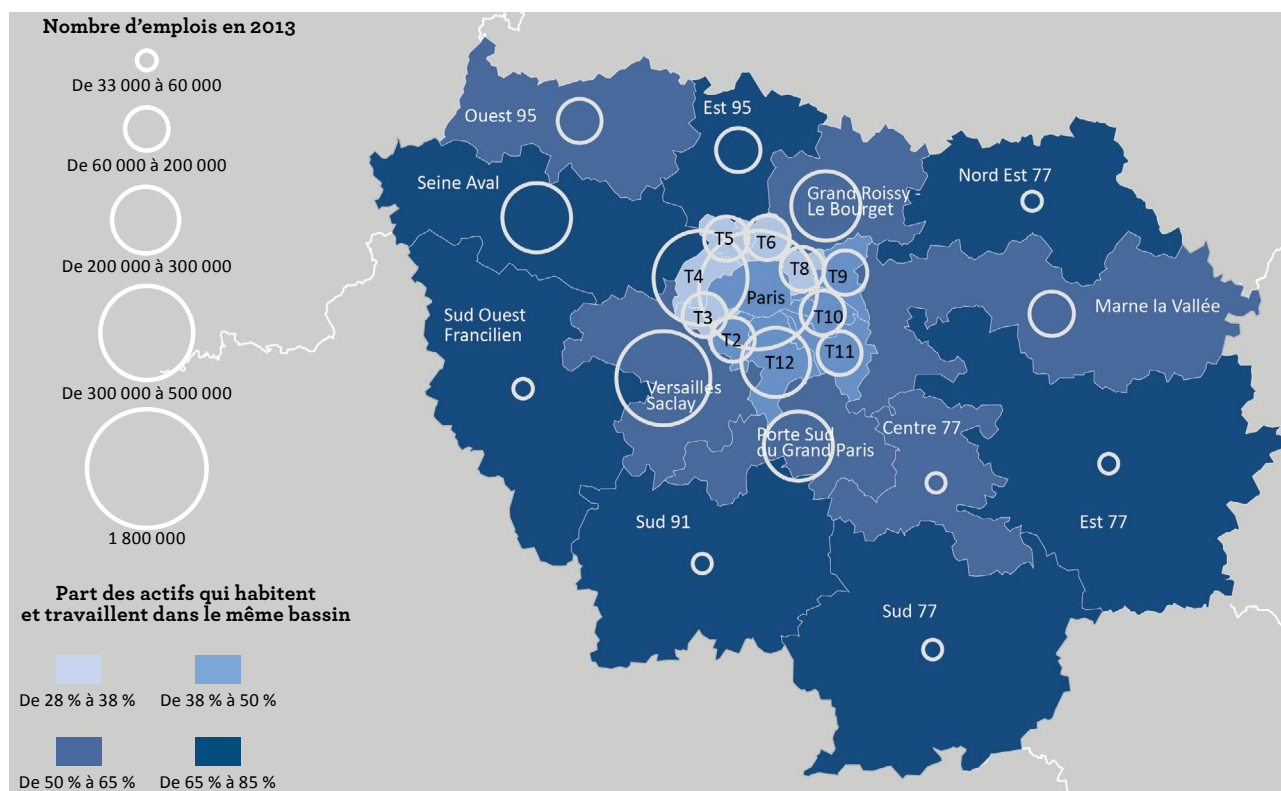 Nombre d’emplois en 2013
De 33 000 à 60 000
De 60 000 à 200 000
De 200 000 à 300 000
De 300 000 à 500 000
1 800 000
Part des actifs qui habitent
et travaillent dans le même bassin
De 28 % à 38 %
De 38 % à 50 %
De 50 % à 65 %
De 65 % à 85 %
Ouest 95
Est 95
Seine Aval
Grand Roissy -
Le Bourget
Nord Est 77
T5
T6
T4
T8
T9
Paris
Marne la Vallée
Sud Ouest
Francilien
T3
T10
T2
T11
T12
Versailles
Saclay
Porte Sud
du Grand Paris
Centre 77
Sud 91
Est 77
Sud 77